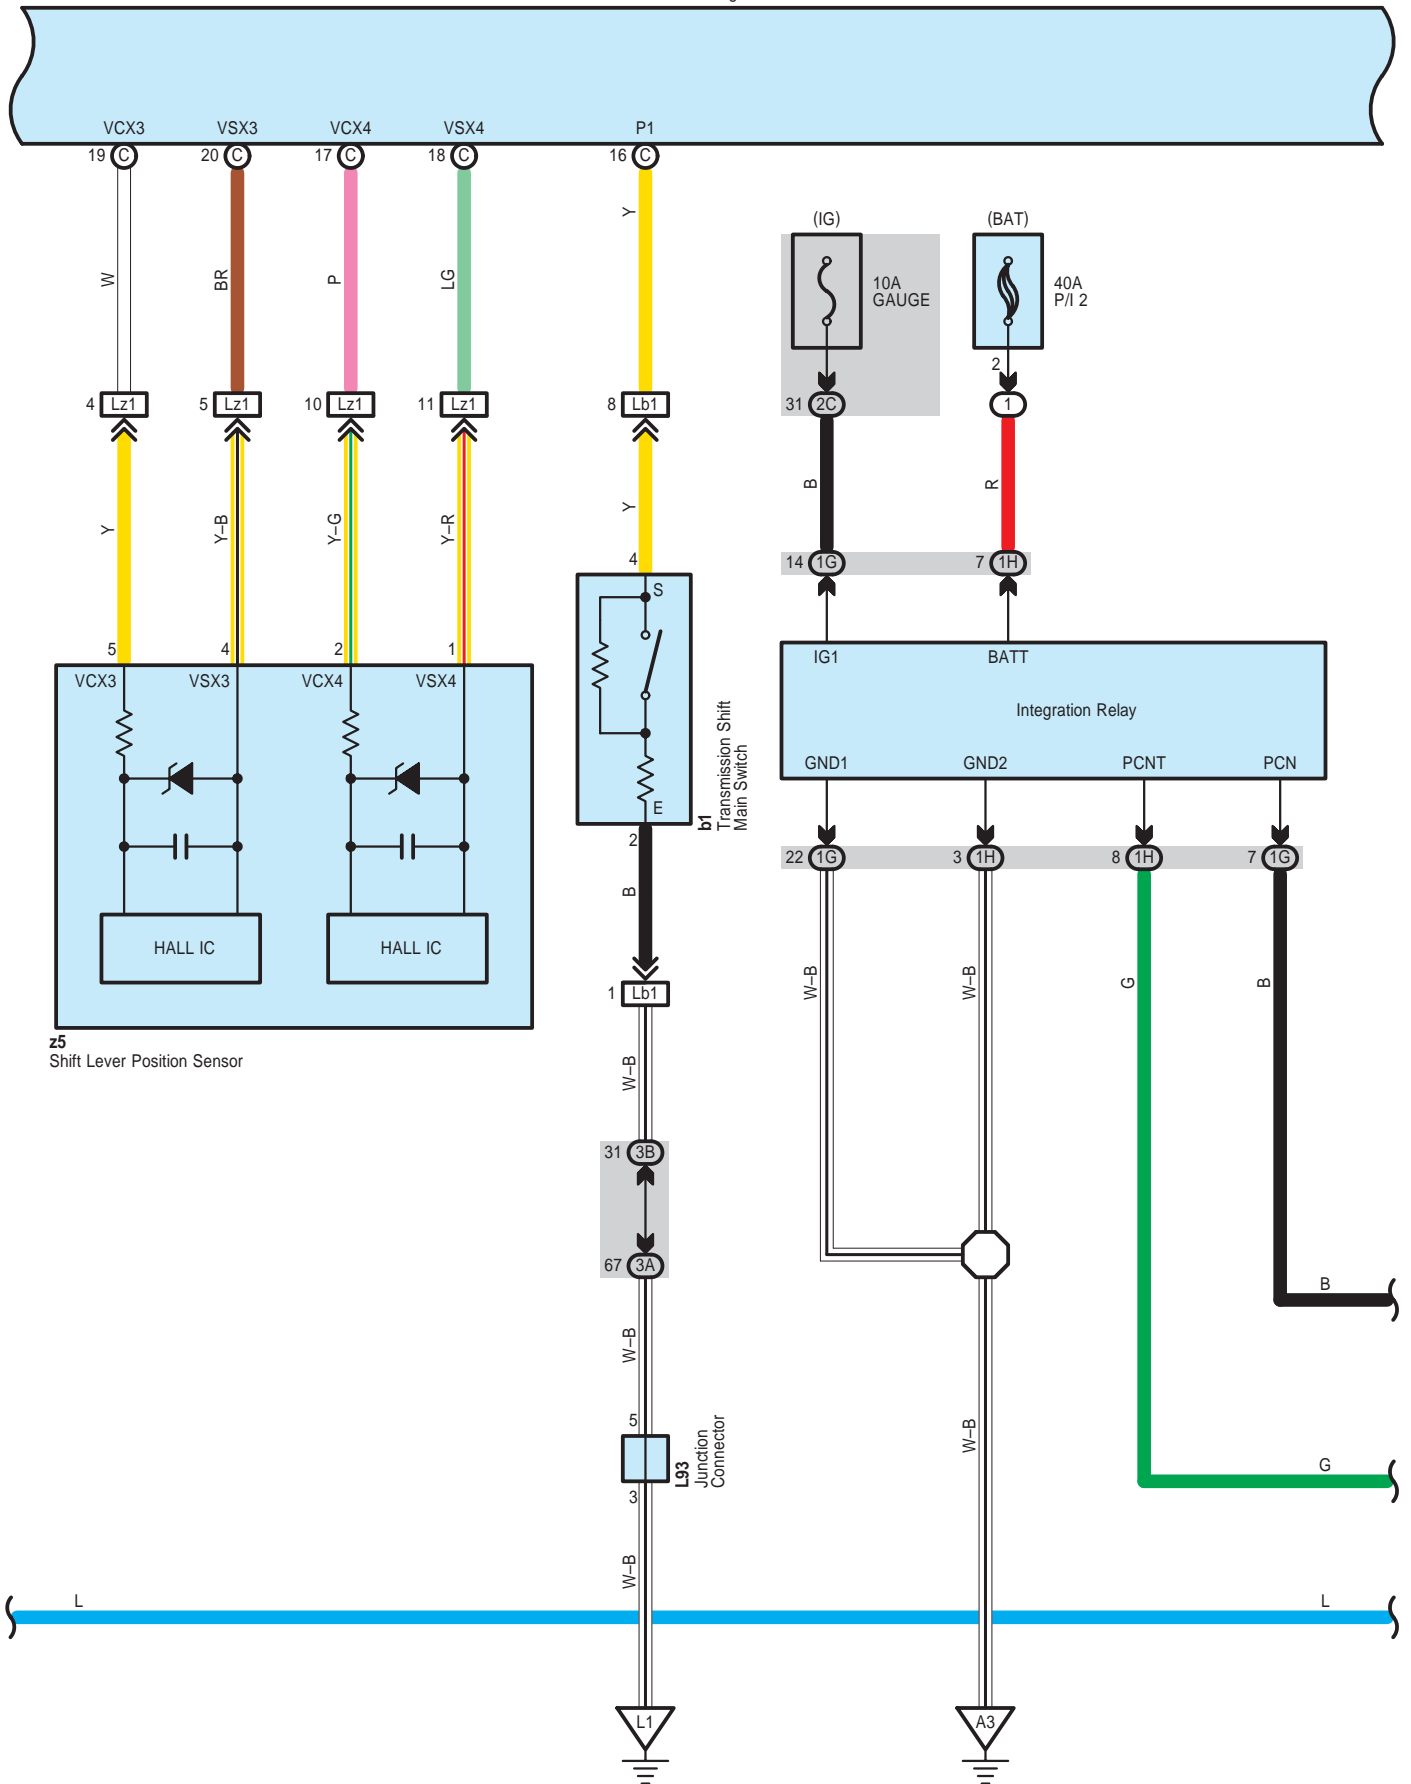 VCX3 VSX3 VCX4 VSX4 P1
19 C 20 C 17 C 18 C 16 C
W
BR
P
LG
Y
(IG) (BAT)
10A
GAUGE
40A
P/I 2
2
4 Lz1 5 Lz1 10 Lz1 11 Lz1 8 Lb1 31 2C 1
Y
Y–B
Y–G
Y–R
Y
B
R
14 1G 7 1H
5 4 2 1 4
VCX3 VSX3 VCX4 VSX4
HALL IC HALL IC
z5
Shift Lever Position Sensor
S
E
b1
Transmission Shift
Main Switch
2
B
1 Lb1
W–B
31 3B
67 3A
W–B
5
L93
Junction
Connector
3
W–B
L1
IG1 BATT
Integration Relay
GND1 GND2 PCNT PCN
22 1G 3 1H 8 1H 7 1G
W–B
W–B
G
B
B
W–B
G
L L
A3